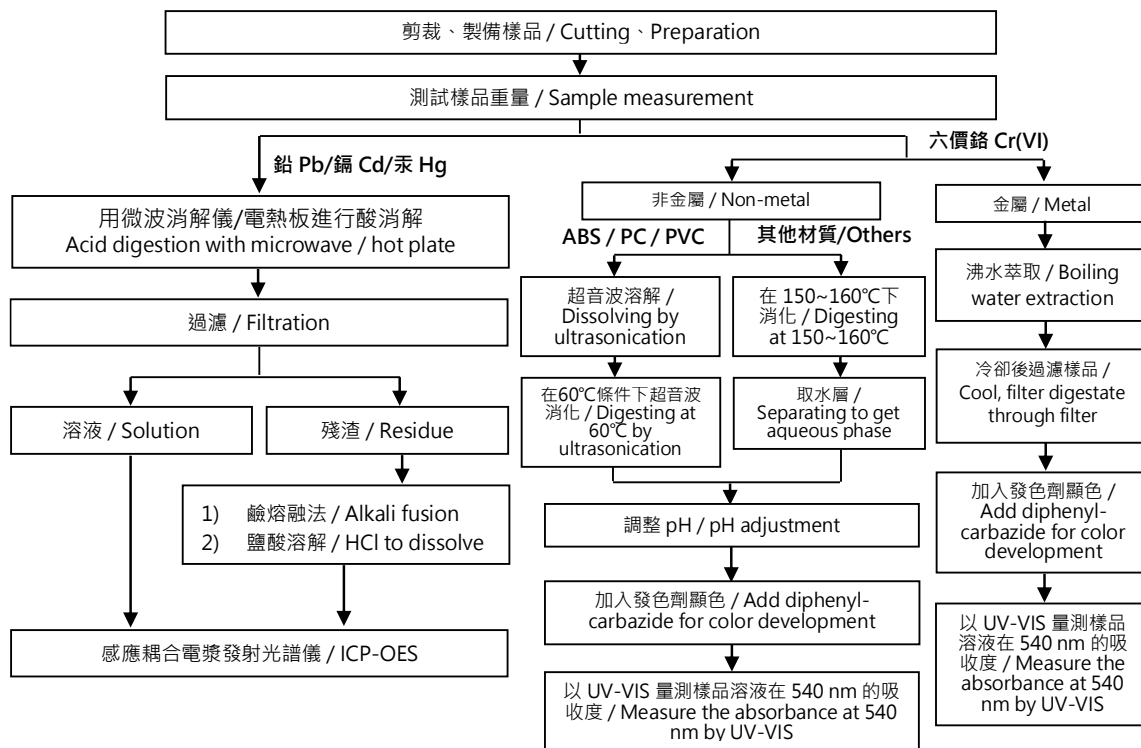 剪裁、製備樣品 / Cutting、Preparation
測試樣品重量 / Sample measurement
鉛 Pb/鎘 Cd/汞 Hg
六價鉻 Cr(VI)
用微波消解儀/電熱板進行酸消解
Acid digestion with microwave / hot plate
過濾 / Filtration
溶液 / Solution
殘渣 / Residue
1) 鹼熔融法 / Alkali fusion
2) 鹽酸溶解 / HCl to dissolve
感應耦合電漿發射光譜儀 / ICP-OES
非金屬 / Non-metal
ABS / PC / PVC
其他材質/Others
超音波溶解 /
Dissolving by
ultrasonication
在60℃條件下超音波
消化 / Digesting at
60℃ by
ultrasonication
在 150~160℃下
消化 / Digesting
at 150~160℃
取水層 /
Separating to get
aqueous phase
調整 pH / pH adjustment
加入發色劑顯色 / Add diphenyl-
carbazide for color development
以 UV-VIS 量測樣品溶液在 540 nm 的吸
收度 / Measure the absorbance at 540
nm by UV-VIS
金屬 / Metal
沸水萃取 / Boiling
water extraction
冷卻後過濾樣品 /
Cool, filter digestate
through filter
加入發色劑顯色 /
Add diphenyl-
carbazide for color
development
以 UV-VIS 量測樣品
溶液在 540 nm 的吸
收度 / Measure the
absorbance at 540
nm by UV-VIS